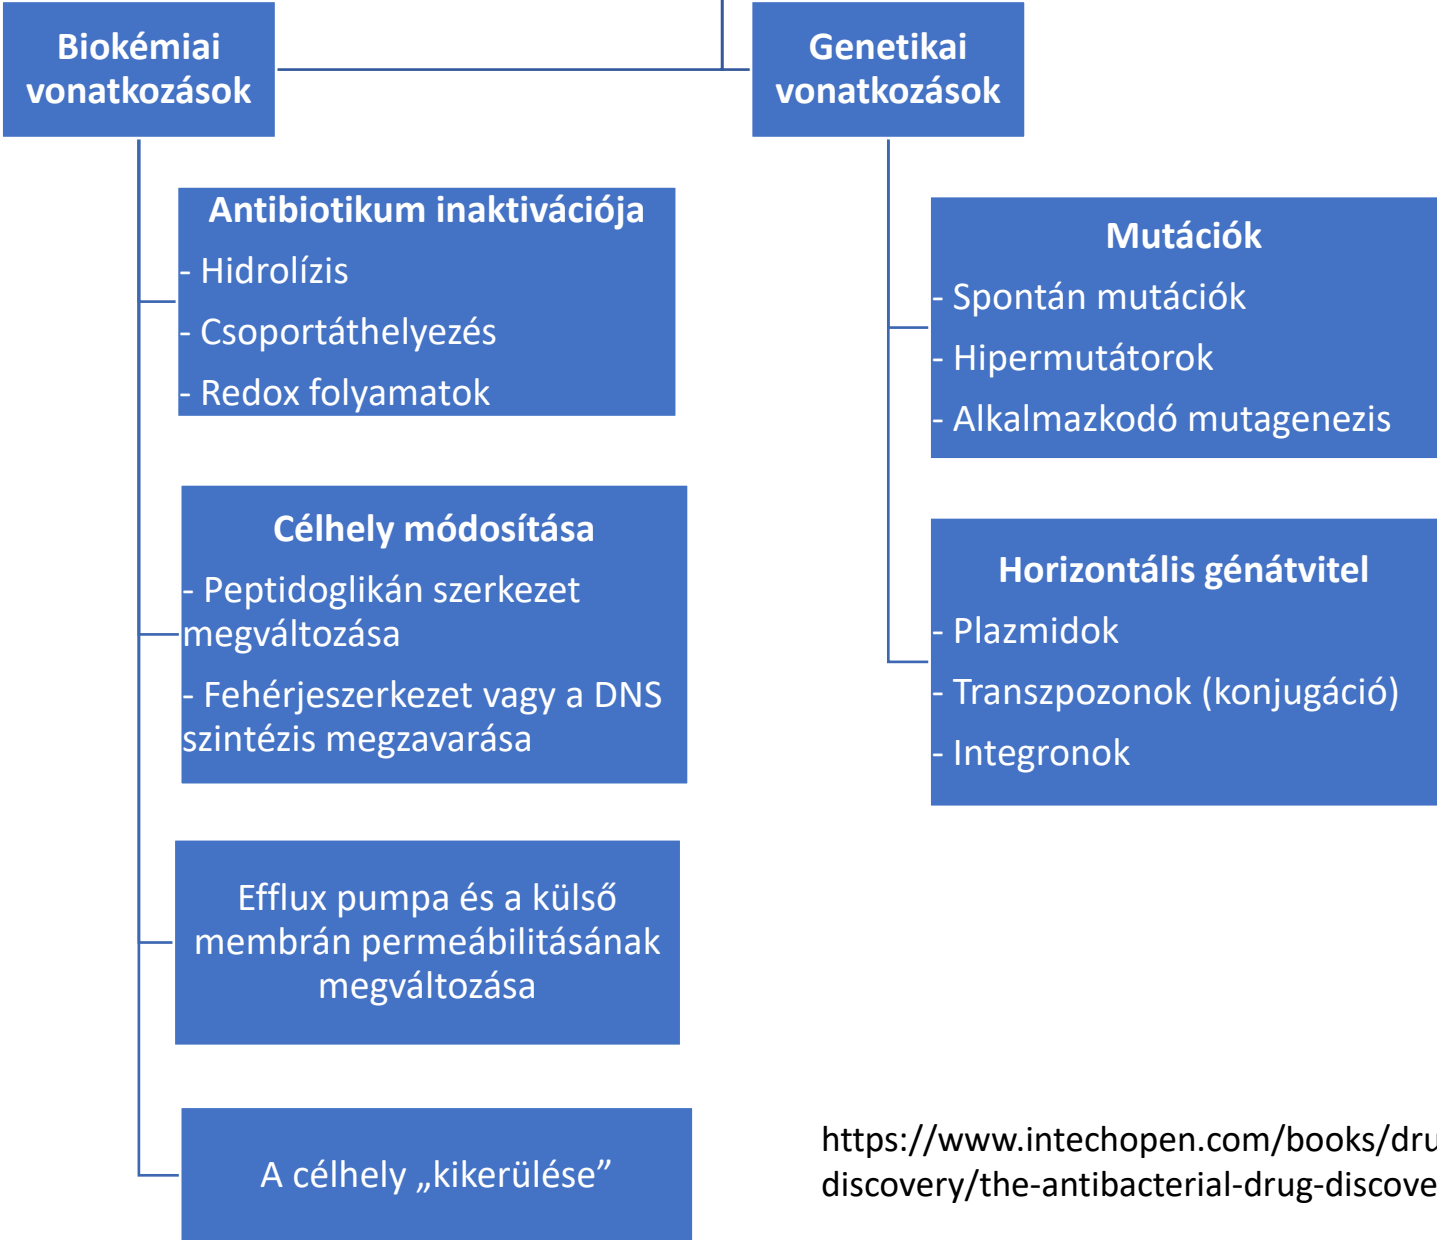 Biokémiai
vonatkozások
Antibiotikum inaktivációja
- Hidrolízis
- Csoportáthelyezés
- Redox folyamatok
Célhely módosítása
- Peptidoglikán szerkezet
megváltozása
- Fehérjeszerkezet vagy a DNS
szintézis megzavarása
Efflux pumpa és a külső
membrán permeábilitásának
megváltozása
A célhely „kikerülése”
Genetikai
vonatkozások
Mutációk
- Spontán mutációk
- Hipermutátorok
- Alkalmazkodó mutagenezis
Horizontális génátvitel
- Plazmidok
- Transzpozonok (konjugáció)
- Integronok
https://www.intechopen.com/books/dru
discovery/the-antibacterial-drug-discove